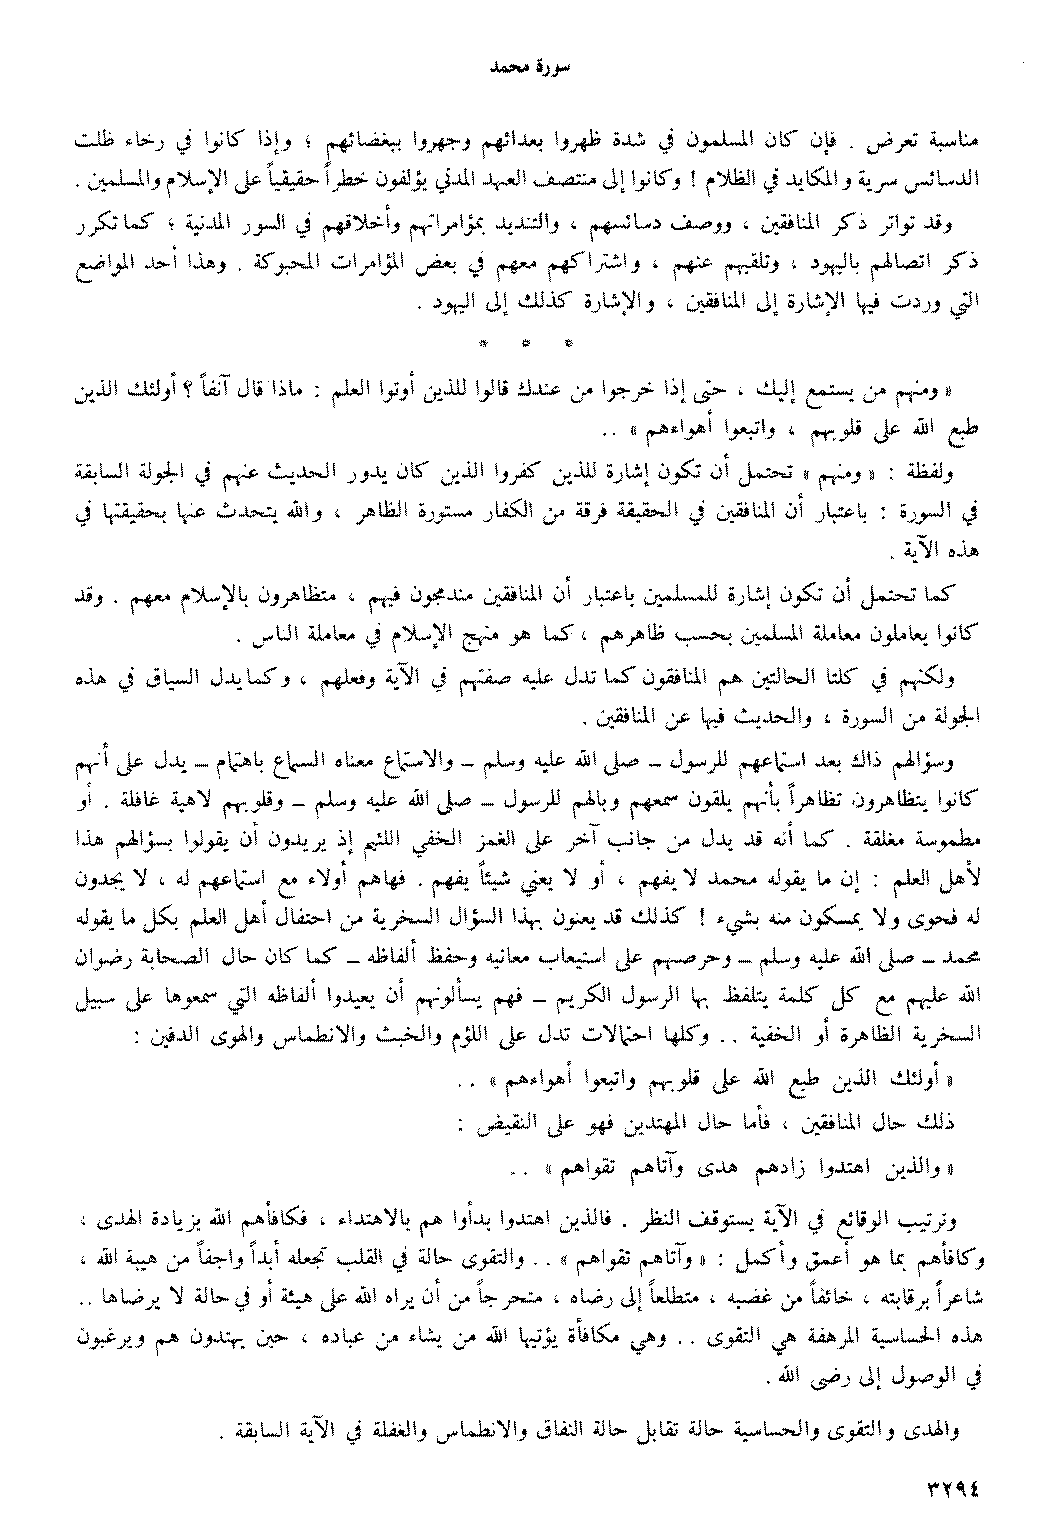 سورة محمد
مناسبة تعرض . فإن كان المسلمون في شدة ظهروا بعدائهم وجهروا ببغضائهم ؛ وإذا كانوا في رخاء ظلت
الدسائس سرية والمكايد في الظلام ! وكانوا إلى منتصف العهد المدني يؤلفون خطراً حقيقياً على الإسلام والمسلمين .
وقد تواتر ذكر المنافقين ، ووصف دسائسهم ، والتنديد بمؤامراتهم وأخلاقهم في السور المدنية ؛ كما تكرر
ذكر اتصالهم باليهود ، وتلقيهم عنهم ، واشتراكهم معهم في بعض المؤامرات المحبوكة . وهذا أحد المواضع
التي وردت فيها الإشارة إلى المنافقين ، والإشارة كذلك إلى اليهود .
* * *
« ومنهم من يستمع إليك ، حتى إذا خرجوا من عندك قالوا للذين أوتوا العلم : ماذا قال آنفاً ؟ أولئك الذين
طبع الله على قلوبهم ، واتبعوا أهواءهم » ..
ولفظة : « ومنهم » تحتمل أن تكون إشارة للذين كفروا الذين كان يدور الحديث عنهم في الجولة السابقة
في السورة : باعتبار أن المنافقين في الحقيقة فرقة من الكفار مستورة الظاهر ، والله يتحدث عنها بحقيقتها في
هذه الآية .
كما تحتمل أن تكون إشارة للمسلمين باعتبار أن المنافقين مندمجون فيهم ، متظاهرون بالإسلام معهم . وقد
كانوا يعاملون معاملة المسلمين بحسب ظاهرهم ، كما هو منهج الإسلام في معاملة الناس .
ولكنهم في كلتا الحالتين هم المنافقون كما تدل عليه صفتهم في الآية وفعلهم ، وكما يدل السياق في هذه
الجولة من السورة ، والحديث فيها عن المنافقين .
وسؤالهم ذاك بعد استماعهم للرسول – صلى الله عليه وسلم – والاستماع معناه السماع باهتمام – يدل على أنهم
كانوا يتظاهرون تظاهراً بأنهم يلقون سمعهم وبالهم للرسول – صلى الله عليه وسلم – وقلوبهم لاهية غافلة . أو
مطموسة مغلقة . كما أنه قد يدل من جانب آخر على الغمز الخفي اللئيم إذ يريدون أن يقولوا بسؤالهم هذا
لأهل العلم : إن ما يقوله محمد لا يفهم ، أو لا يعني شيئاً يفهم . فهاهم أولاء مع استماعهم له ، لا يجدون
له فحوى ولا يمسكون منه بشيء ! كذلك قد يعنون بهذا السؤال السخرية من احتفال أهل العلم بكل ما يقوله
محمد – صلى الله عليه وسلم – وحرصهم على استيعاب معانيه وحفظ ألفاظه – كما كان حال الصحابة رضوان
الله عليهم مع كل كلمة يتلفظ بها الرسول الكريم – فهم يسألونهم أن يعيدوا ألفاظه التي سمعوها على سبيل
السخرية الظاهرة أو الخفية .. وكلها احتمالات تدل على اللؤم والخبث والانطماس والهوى الدفين :
« أولئك الذين طبع الله على قلوبهم واتبعوا أهواءهم » ..
ذلك حال المنافقين ، فأما حال المهتدين فهو على النقيض :
« والذين اهتدوا زادهم هدى وآتاهم تقواهم » ..
وترتيب الوقائع في الآية يستوقف النظر . فالذين اهتدوا بدأوا هم بالاهتداء ، فكافأهم الله بزيادة الهدى ،
وكافأهم بما هو أعمق وأكمل : « وآتاهم تقواهم » .. والتقوى حالة في القلب تجعله أبداً واجفاً من هيبة الله ،
شاعراً برقابته ، خائفاً من غضبه ، متطلعاً إلى رضاه ، متحرجاً من أن يراه الله على هيئة أو في حالة لا يرضاها ..
هذه الحساسية المرهفة هي التقوى .. وهي مكافأة يؤتيها الله من يشاء من عباده ، حين يهتدون هم ويرغبون
في الوصول إلى رضى الله .
والهدى والتقوى والحساسية حالة تقابل حالة النفاق والانطماس والغفلة في الآية السابقة .
٣٢٩٤